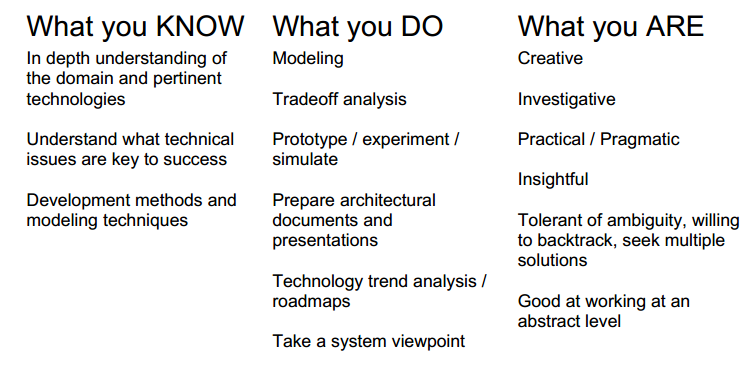 What you KNOW
In depth understanding of
the domain and pertinent
technologies
Understand what technical
issues are key to success
Development methods and
modeling techniques
What you DO
Modeling
Tradeoff analysis
Prototype / experiment /
simulate
Prepare architectural
documents and
presentations
Technology trend analysis /
roadmaps
Take a system viewpoint
What you ARE
Creative
Investigative
Practical / Pragmatic
Insightful
Tolerant of ambiguity, willing
to backtrack, seek multiple
solutions
Good at working at an
abstract level